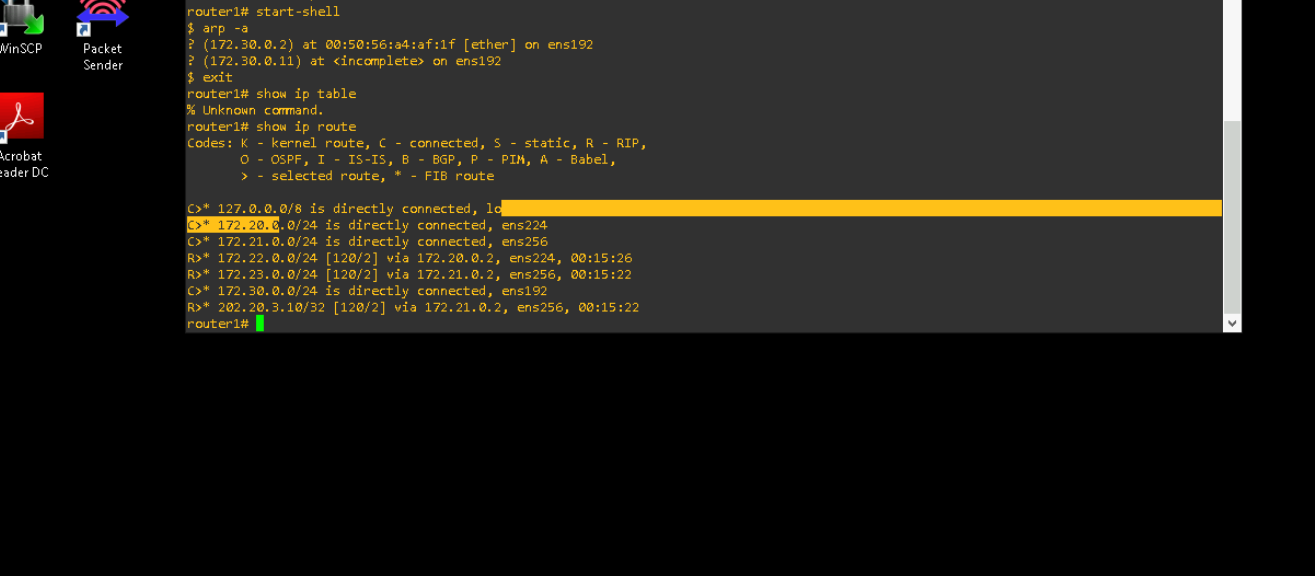 WinSCP
Packet
Sender
Acrobat
eader DC
router1# start-shell
$ arp -a
? (172.30.0.2) at 00:50:56:a4:af:1f [ether] on ens192
? (172.30.0.11) at <incomplete> on ens192
$ exit
router1# show ip table
% Unknown command.
router1# show ip route
Codes: K - kernel route, C - connected, S - static, R - RIP,
       O - OSPF, I - IS-IS, B - BGP, P - PIM, A - Babel,
       > - selected route, * - FIB route

C>* 127.0.0.0/8 is directly connected, lo
C>* 172.20.0.0/24 is directly connected, ens224
C>* 172.21.0.0/24 is directly connected, ens256
R>* 172.22.0.0/24 [120/2] via 172.20.0.2, ens224, 00:15:26
R>* 172.23.0.0/24 [120/2] via 172.21.0.2, ens256, 00:15:22
C>* 172.30.0.0/24 is directly connected, ens192
R>* 202.20.3.10/32 [120/2] via 172.21.0.2, ens256, 00:15:22
router1#